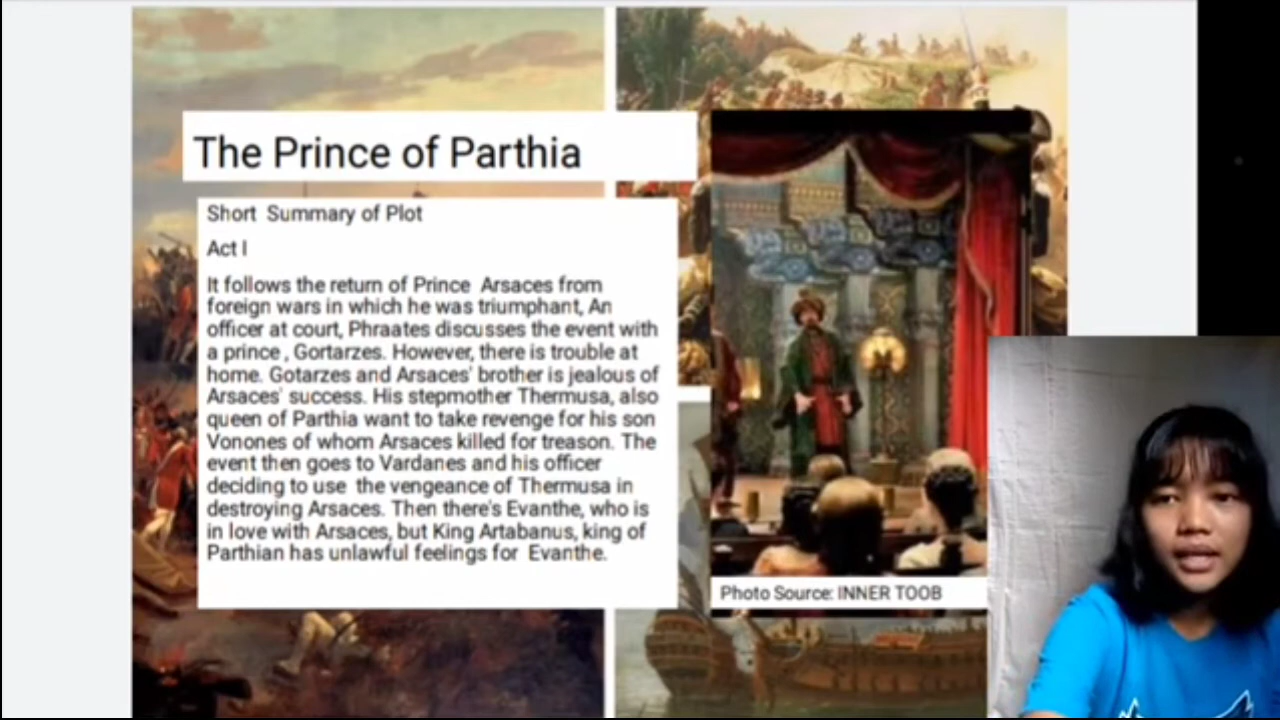 The Prince of Parthia
Short Summary of Plot
Act I
It follows the return of Prince Arsaces from
foreign wars in which he was triumphant, An
officer at court, Phraates discusses the event with
a prince , Gortarzes. However, there is trouble at
home. Gotarzes and Arsaces' brother is jealous of
Arsaces' success. His stepmother Thermusa, also
queen of Parthia want to take revenge for his son
Vonones of whom Arsaces killed for treason. The
event then goes to Vardanes and his officer
deciding to use the vengeance of Thermusa in
destroying Arsaces. Then there's Evanthe, who is
in love with Arsaces, but King Artabanus, king of
Parthian has unlawful feelings for Evanthe.
Photo Source: INNER TOOB